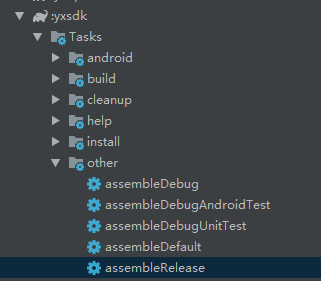 :yxsdk
Tasks
android
build
cleanup
help
install
other
assembleDebug
assembleDebugAndroidTest
assembleDebugUnitTest
assembleDefault
assembleRelease